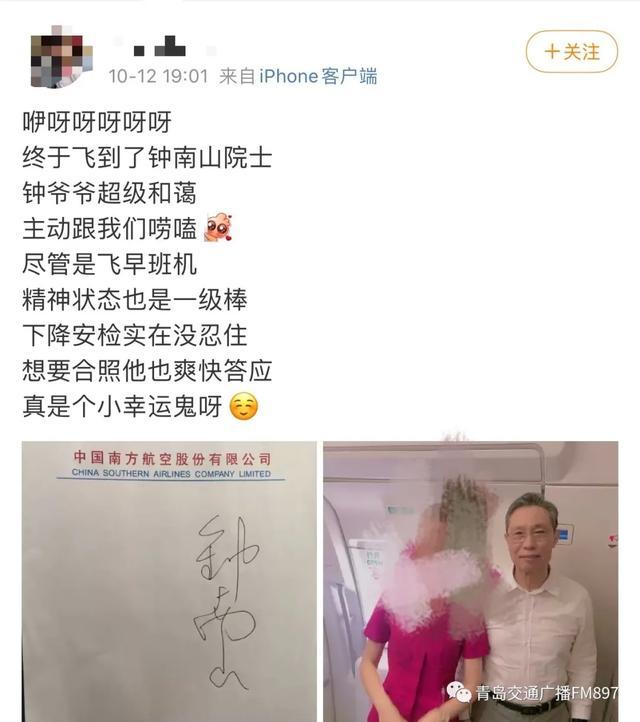 +关注
10-12 19:01 来自 iPhone客户端
咿呀呀呀呀呀
终于飞到了钟南山院士
钟爷爷超级和蔼
主动跟我们唠嗑
尽管是飞早班机
精神状态也是一级棒
下降安检实在没忍住
想要合照他也爽快答应
真是个小幸运鬼呀
中国南方航空股份有限公司
CHINA SOUTHERN AIRLINES COMPANY LIMITED
钟南山
青岛交通广播FM897